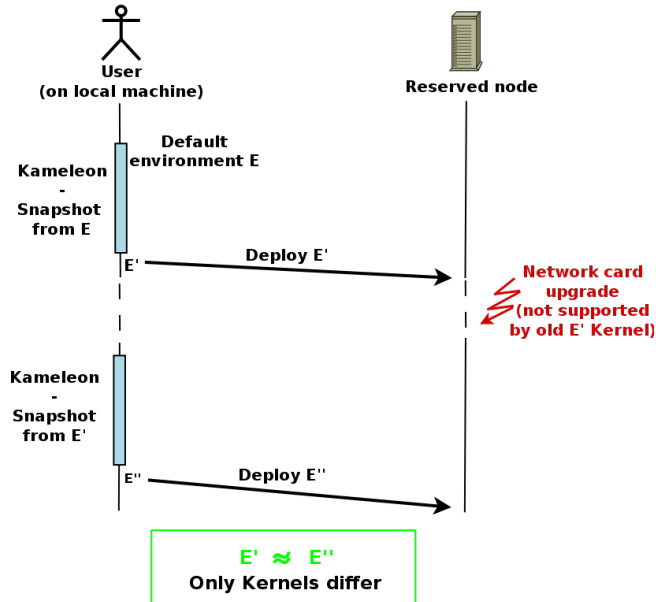 User
(on local machine)
Reserved node
Default
environment E
Kameleon
-
Snapshot
from E
E'
Deploy E'
Network card
upgrade
(not supported
by old E' Kernel)
Kameleon
-
Snapshot
from E'
E''
Deploy E''
E' ≈ E''
Only Kernels differ